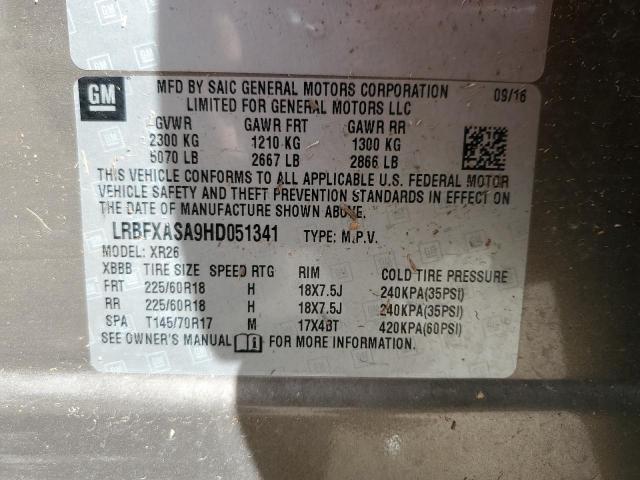 GM
MFD BY SAIC GENERAL MOTORS CORPORATION 09/16
LIMITED FOR GENERAL MOTORS LLC
GVWR GAWR FRT GAWR RR
2300 KG 1210 KG 1300 KG
5070 LB 2667 LB 2866 LB
THIS VEHICLE CONFORMS TO ALL APPLICABLE U.S. FEDERAL MOTOR
VEHICLE SAFETY AND THEFT PREVENTION STANDARDS IN EFFECT ON
THE DATE OF MANUFACTURE SHOWN ABOVE.
LRBFXASA9HD051341 TYPE: M.P.V.
MODEL: XR26
XBBB TIRE SIZE SPEED RTG RIM COLD TIRE PRESSURE
FRT 225/60R18 H 18X7.5J 240KPA(35PSI)
RR 225/60R18 H 18X7.5J 240KPA(35PSI)
SPA T145/70R17 M 17X4BT 420KPA(60PSI)
SEE OWNER'S MANUAL FOR MORE INFORMATION.